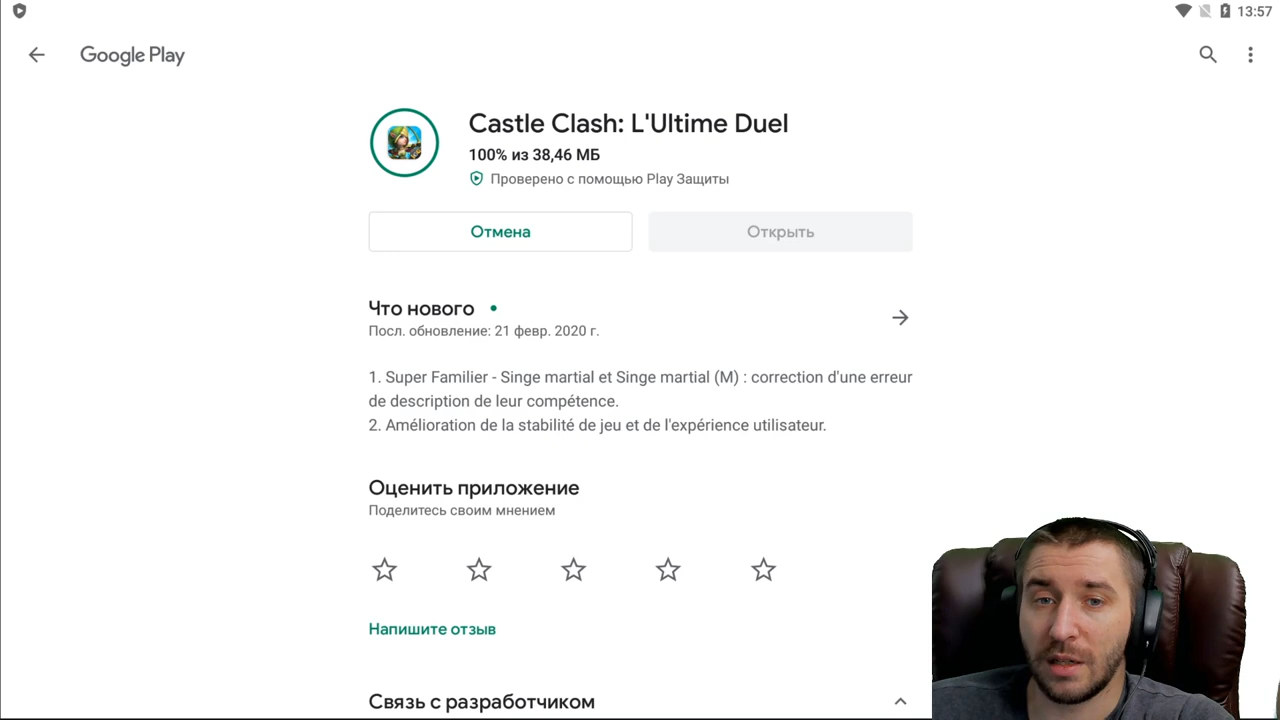 13:57
Google Play
Castle Clash: L'Ultime Duel
100% из 38,46 МБ
Проверено с помощью Play Защиты
Отмена
Открыть
Что нового
Посл. обновление: 21 февр. 2020 г.
1. Super Familier - Singe martial et Singe martial (M) : correction d'une erreur
de description de leur compétence.
2. Amélioration de la stabilité de jeu et de l'expérience utilisateur.
Оценить приложение
Поделитесь своим мнением
Напишите отзыв
Связь с разработчиком